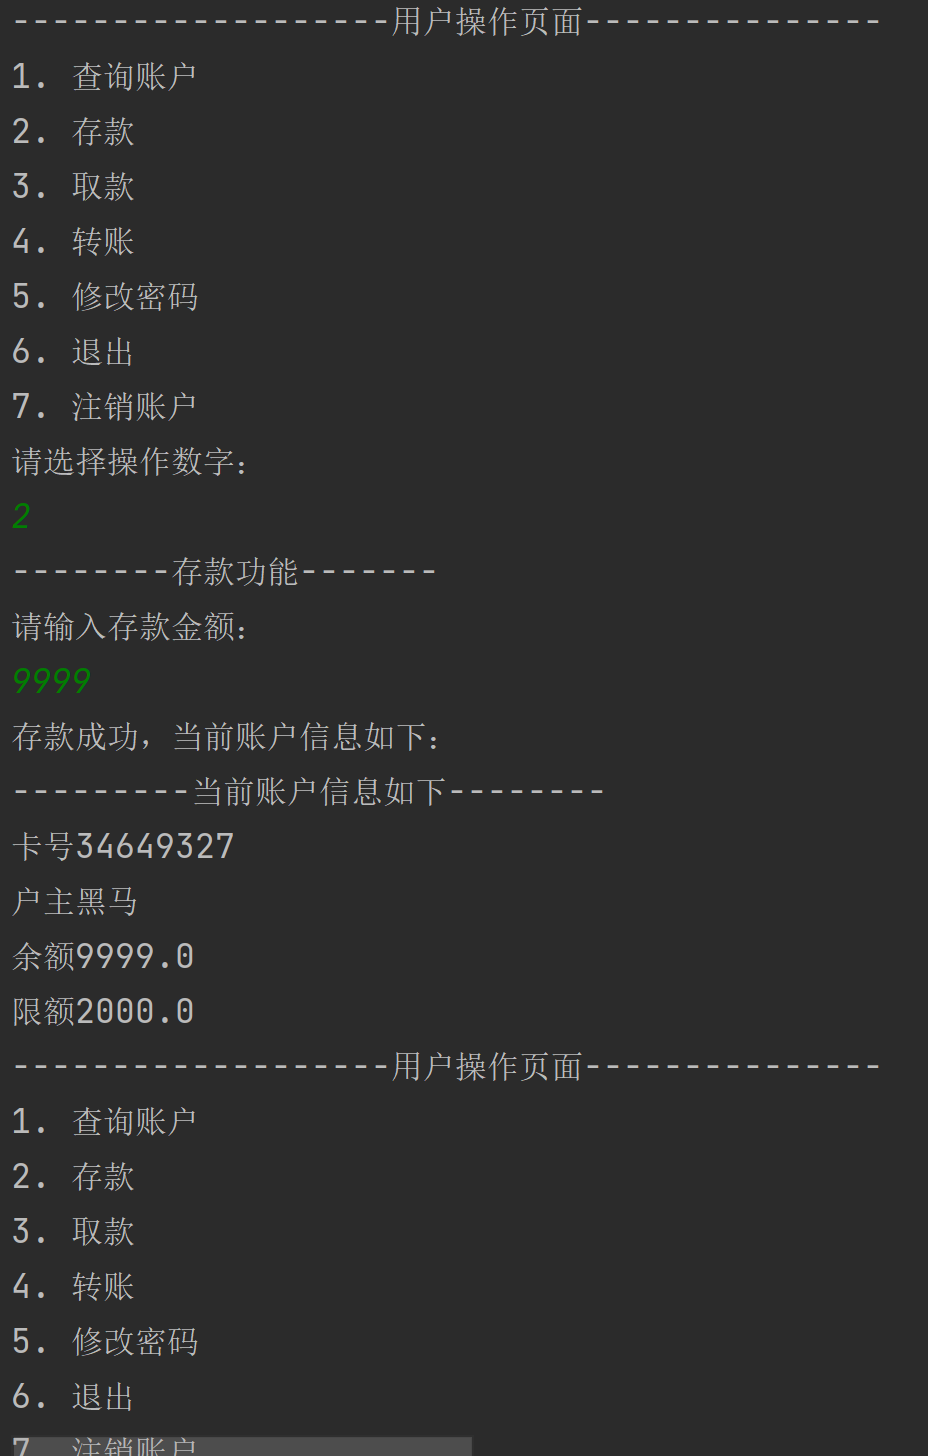 -------------------用户操作页面---------------
1. 查询账户
2. 存款
3. 取款
4. 转账
5. 修改密码
6. 退出
7. 注销账户
请选择操作数字：
2
--------存款功能-------
请输入存款金额：
9999
存款成功，当前账户信息如下：
---------当前账户信息如下--------
卡号34649327
户主黑马
余额9999.0
限额2000.0
-------------------用户操作页面---------------
1. 查询账户
2. 存款
3. 取款
4. 转账
5. 修改密码
6. 退出
7. 注销账户